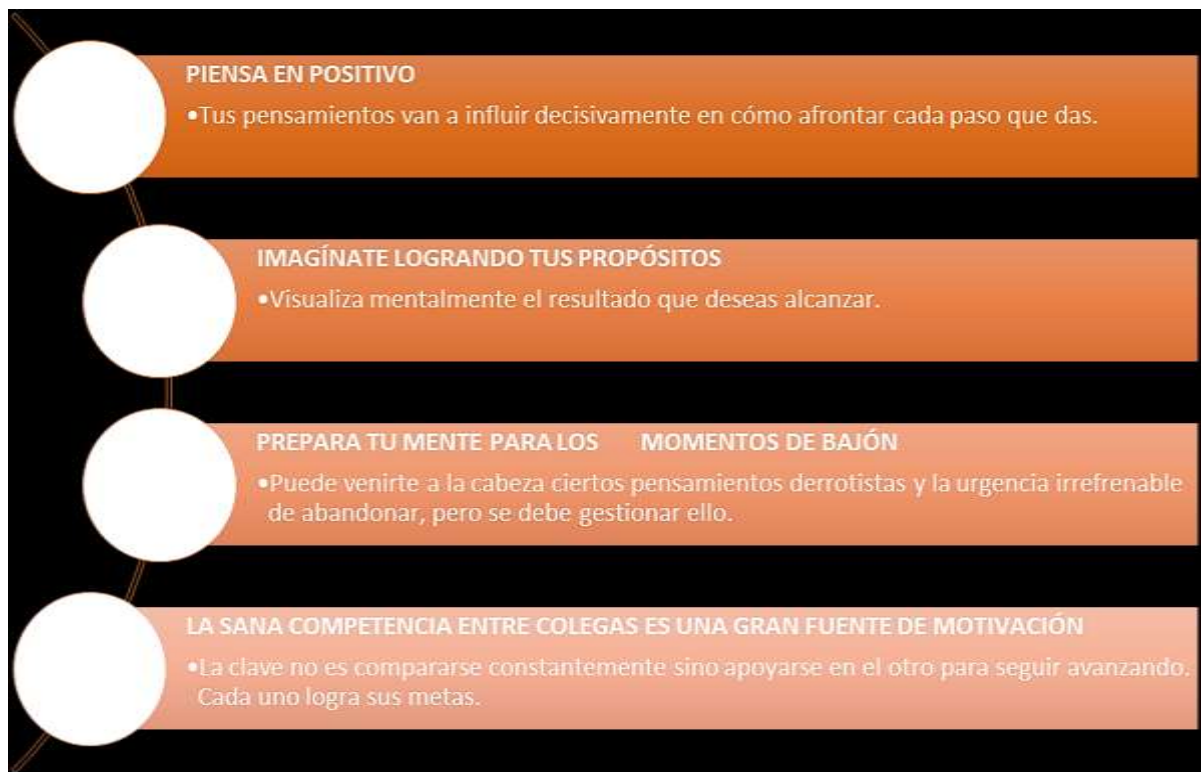 PIENSA EN POSITIVO
•Tus pensamientos van a influir decisivamente en cómo afrontar cada paso que das.
IMAGÍNATE LOGRANDO TUS PROPÓSITOS
•Visualiza mentalmente el resultado que deseas alcanzar.
PREPARA TU MENTE PARA LOS MOMENTOS DE BAJÓN
•Puede venirte a la cabeza ciertos pensamientos derrotistas y la urgencia irrefrenable
de abandonar, pero se debe gestionar ello.
LA SANA COMPETENCIA ENTRE COLEGAS ES UNA GRAN FUENTE DE MOTIVACIÓN
•La clave no es compararse constantemente sino apoyarse en el otro para seguir avanzando.
Cada uno logra sus metas.